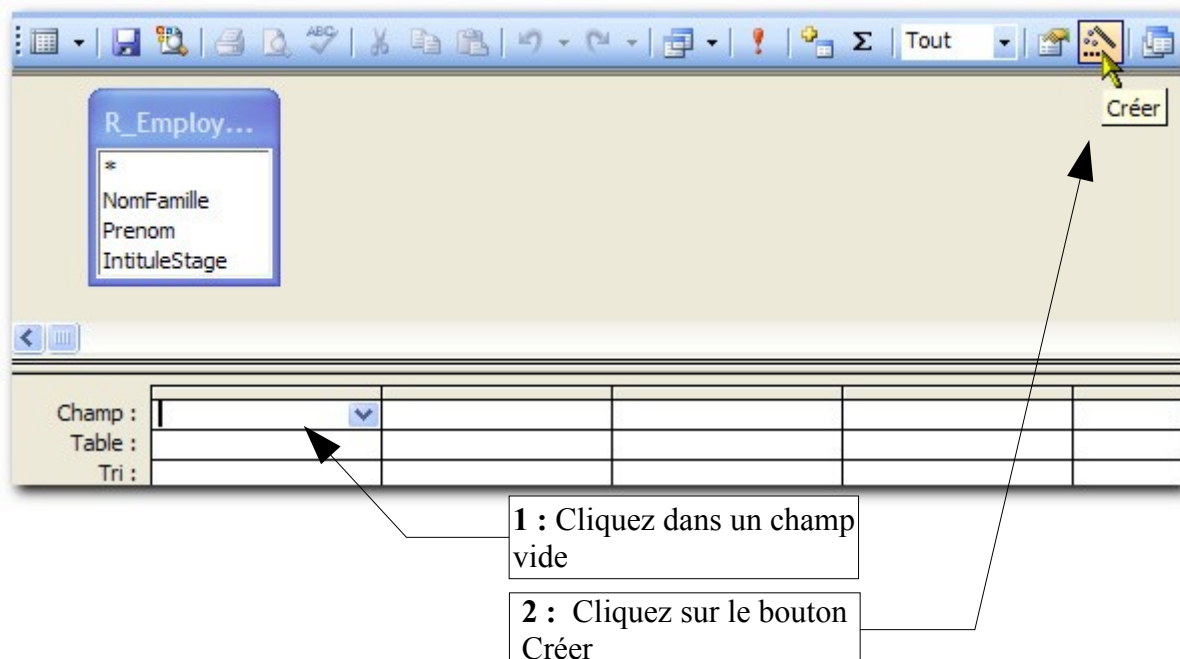 ABC
Σ
Tout
Créer
R_Employ...
*
NomFamille
Prenom
IntituleStage
Champ :
Table :
Tri :
1 : Cliquez dans un champ
vide
2 : Cliquez sur le bouton
Créer